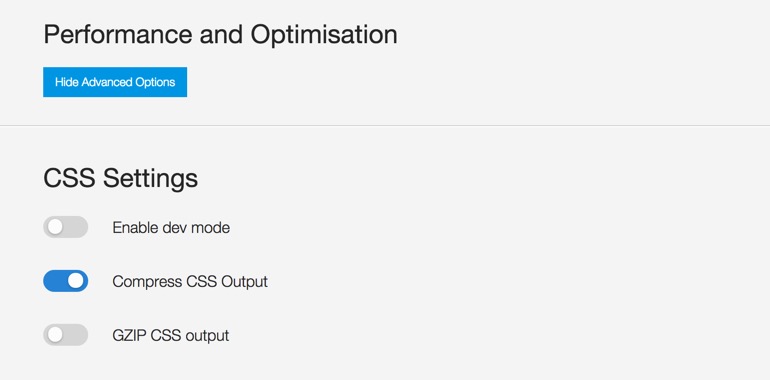 Performance and Optimisation
Hide Advanced Options
CSS Settings
Enable dev mode
Compress CSS Output
GZIP CSS output